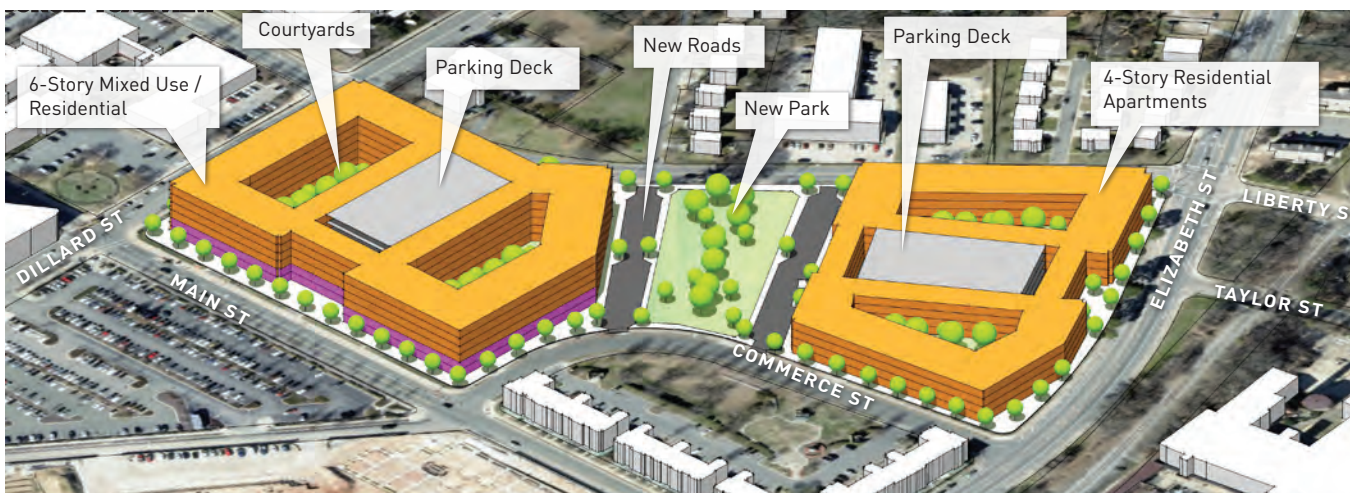 Courtyards
New Roads
Parking Deck
Parking Deck
6-Story Mixed Use /
Residential
4-Story Residential
Apartments
New Park
DILLARD ST
MAIN ST
COMMERCE ST
ELIZABETH ST
LIBERTY S
TAYLOR ST